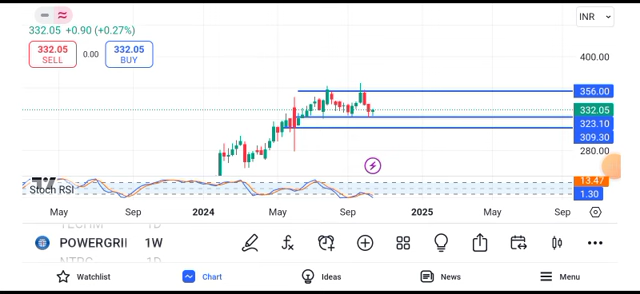 332.05 +0.90 (+0.27%)
INR
332.05
SELL
0.00
332.05
BUY
400.00
356.00
332.05
323.10
309.30
280.00
13.47
1.30
Stoch RSI
May Sep 2024 May Sep 2025 May Sep
POWERGRI 1W
Watchlist
Chart
Ideas
News
Menu